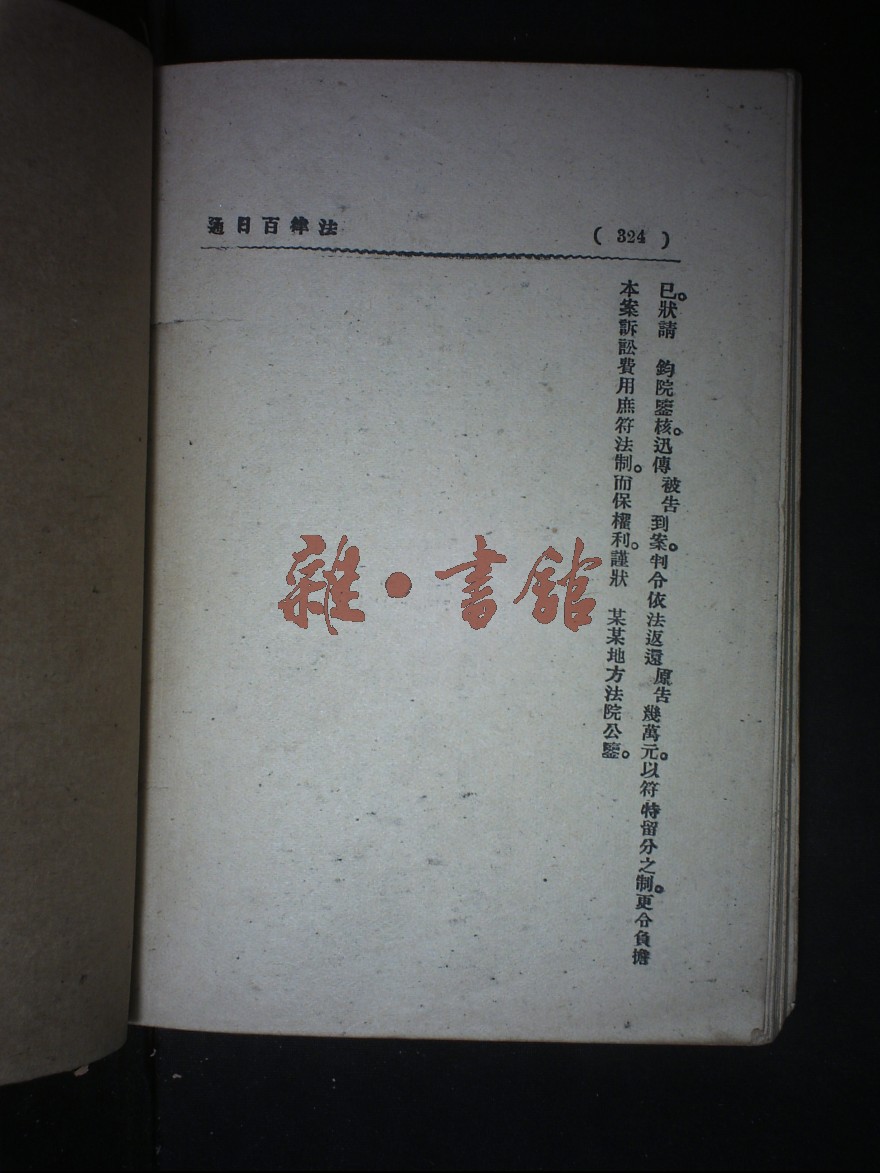 通日百律法
( 324 )
已。狀請　鈞院鑒核。迅傳被告到案。判令依法返還原告幾萬元。以符特留分之制。更令負擔
本案訴訟費用庶符法制。而保權利。謹狀　某某地方法院公鑒。
雜·書館